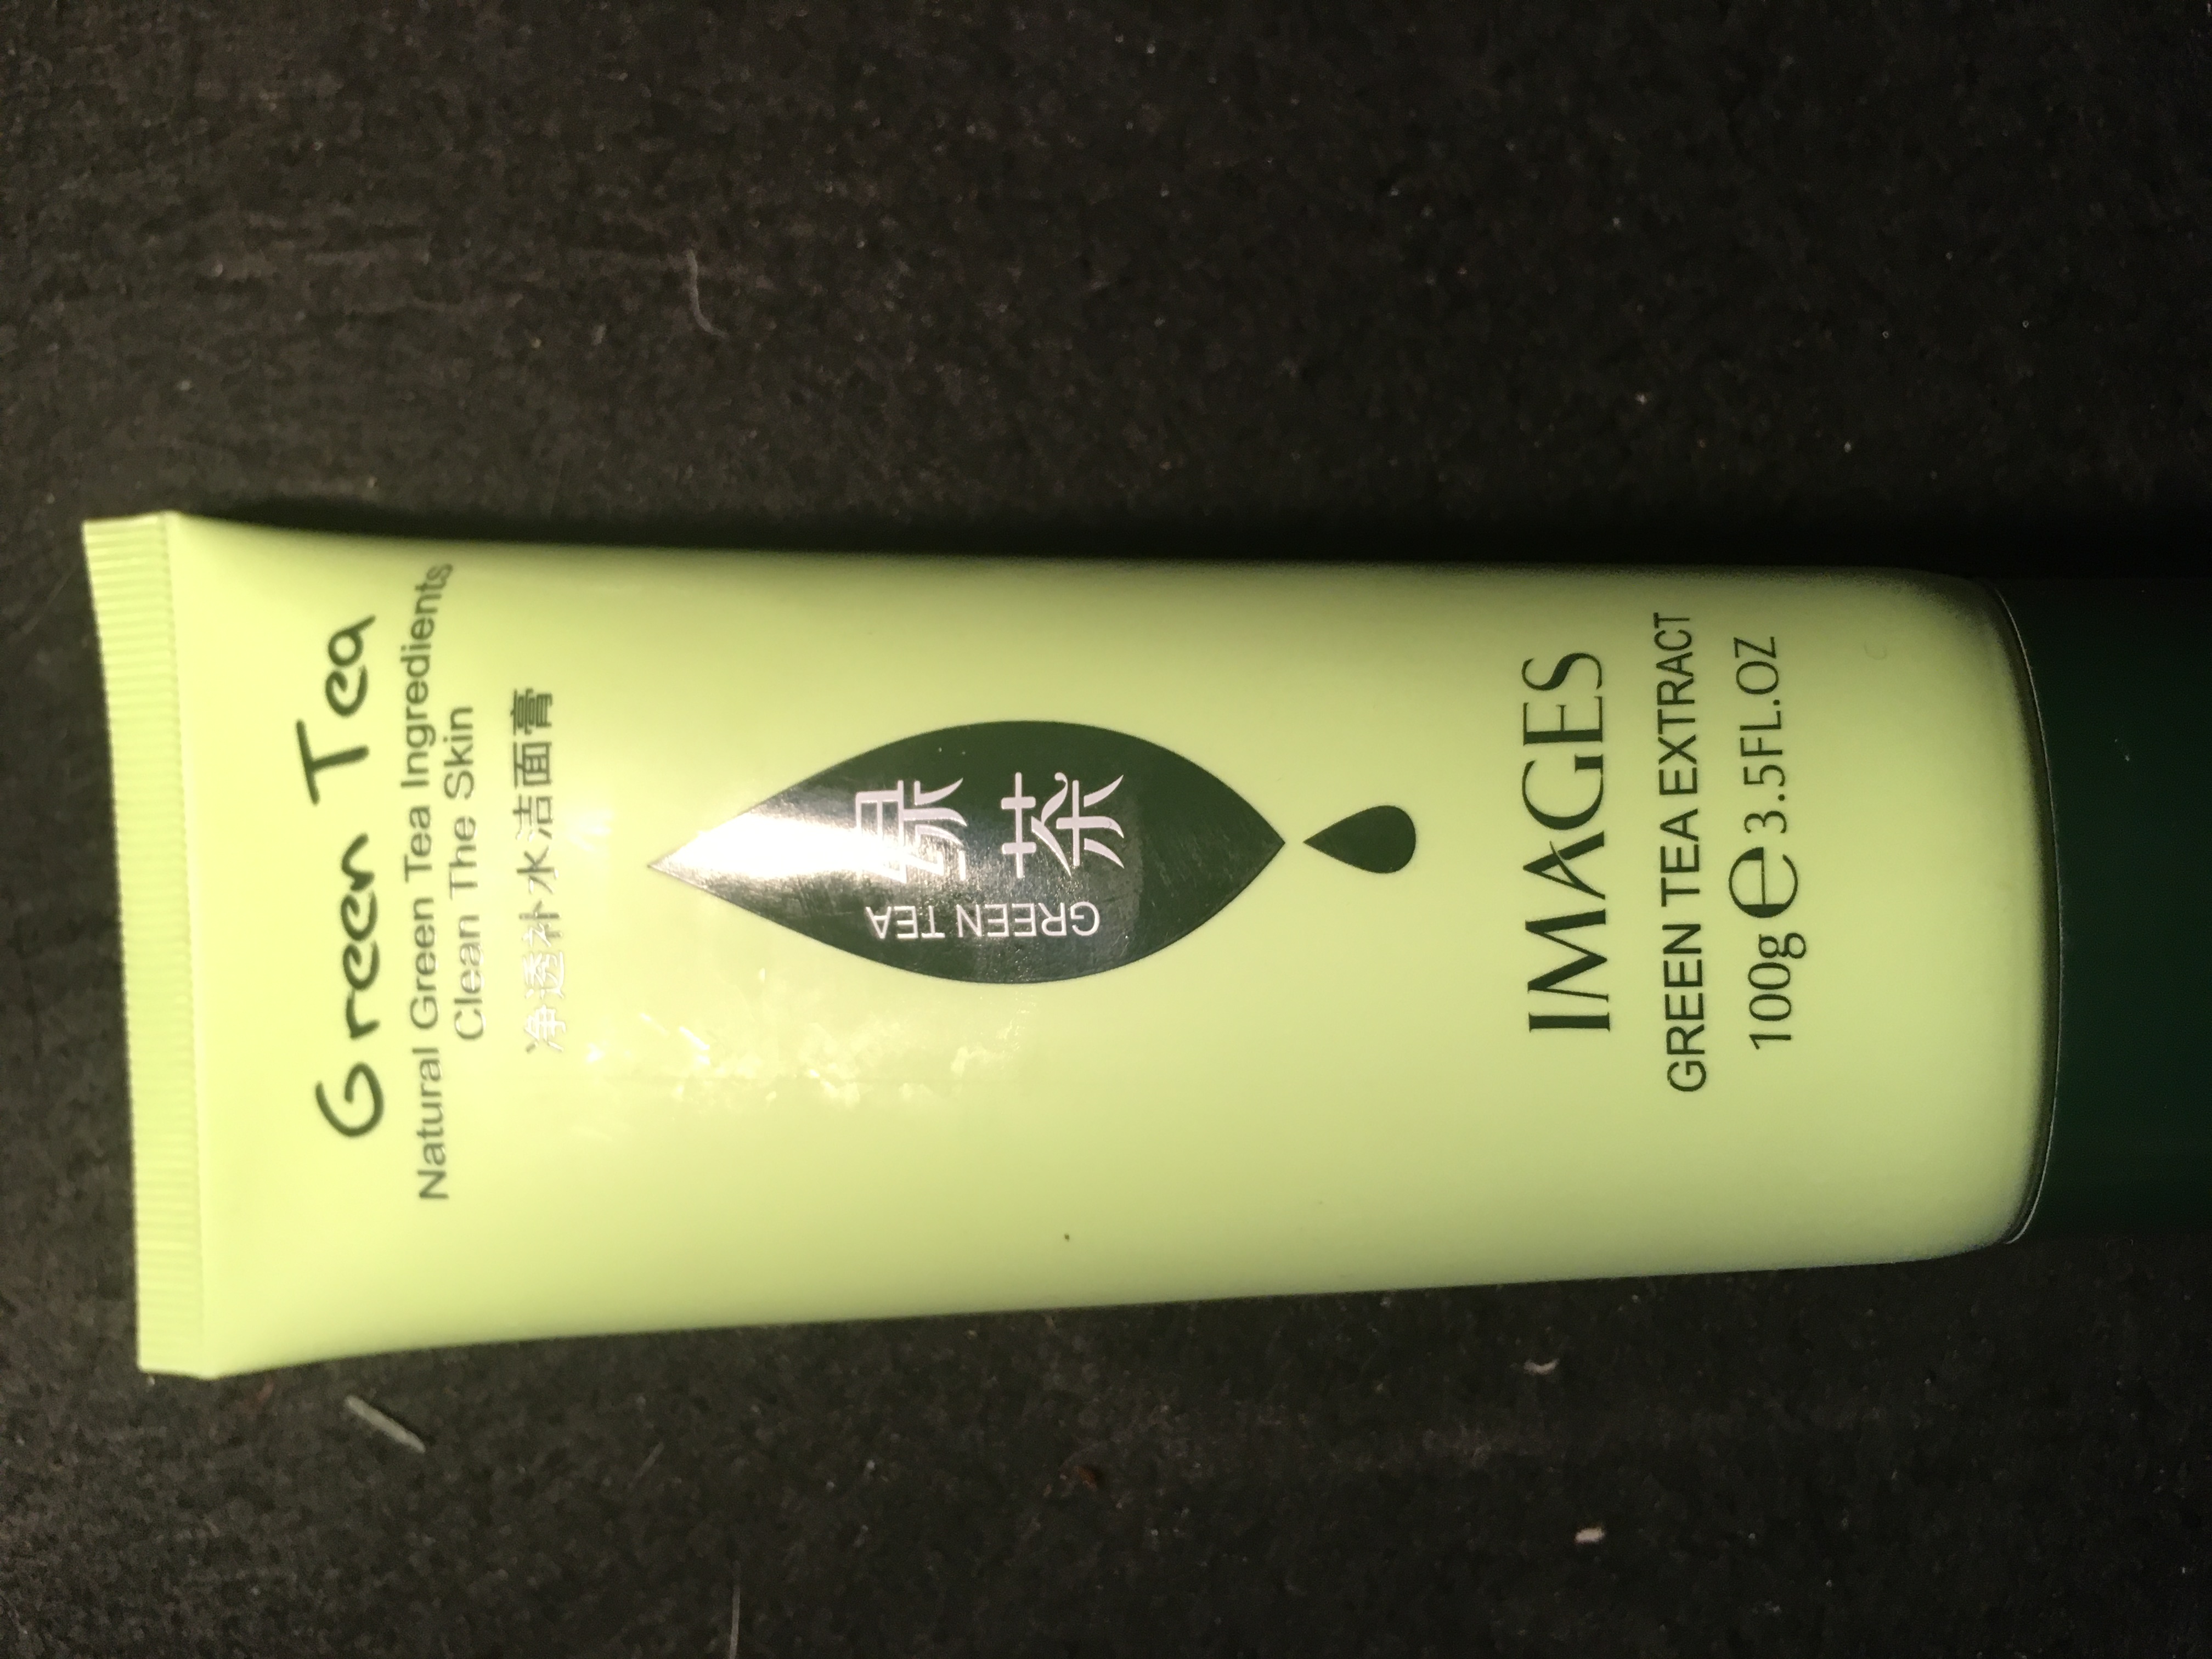 Green Tea
Natural Green Tea Ingredients
Clean The Skin
净透补水洁面膏
绿茶
GREEN TEA
IMAGES
GREEN TEA EXTRACT
100g ℮ 3.5FL.OZ